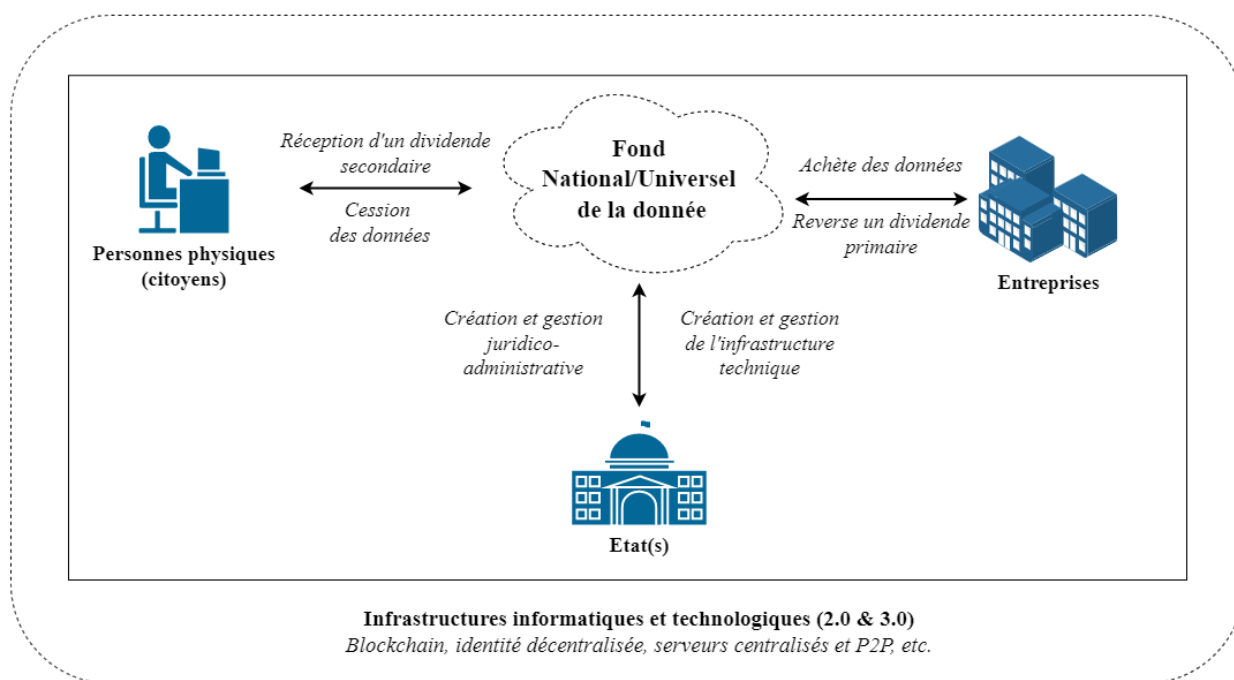 Réception d'un dividende
secondaire
Cession
des données
Personnes physiques
(citoyens)
Fond
National/Universel
de la donnée
Achète des données
Reverse un dividende
primaire
Entreprises
Création et gestion
juridico-
administrative
Création et gestion
de l'infrastructure
technique
Etat(s)
Infrastructures informatiques et technologiques (2.0 & 3.0)
Blockchain, identité décentralisée, serveurs centralisés et P2P, etc.